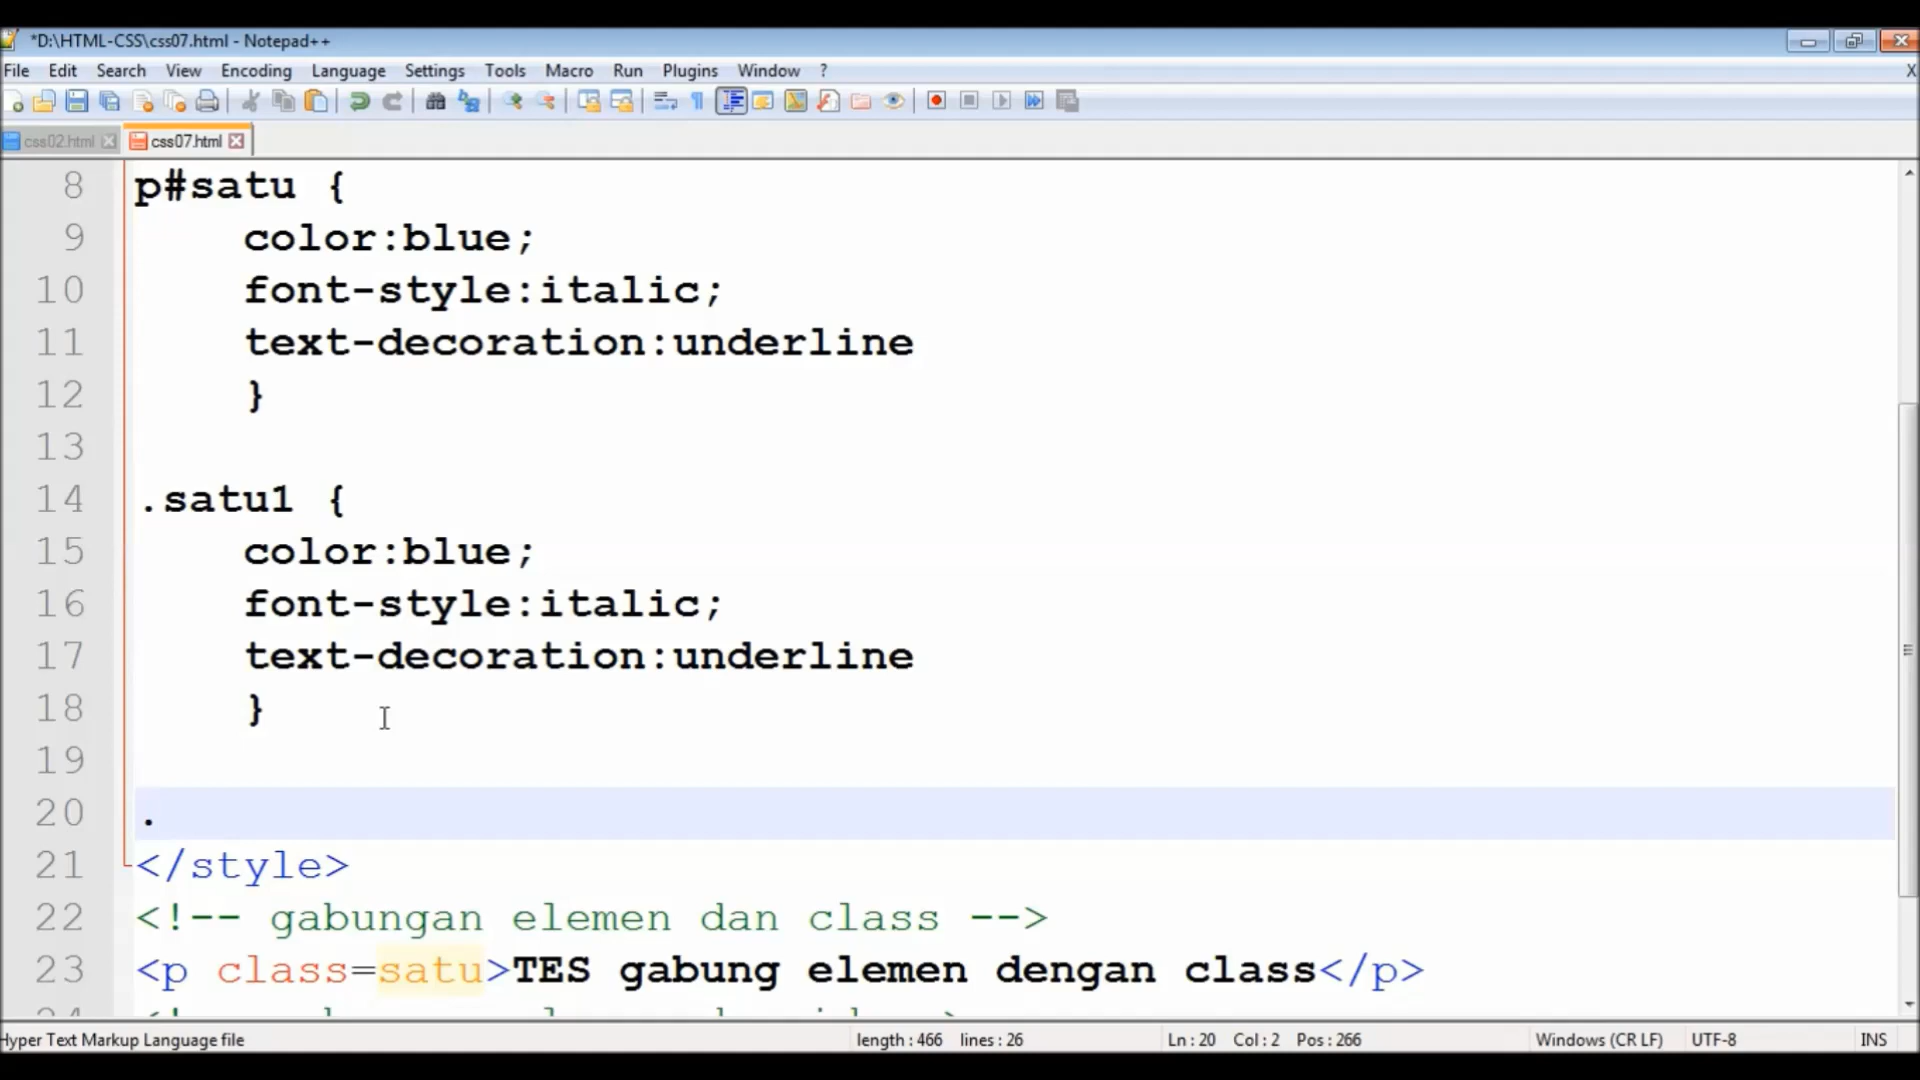 *D:\HTML-CSS\css07.html - Notepad++
File Edit Search View Encoding Language Settings Tools Macro Run Plugins Window ? X
css02.html css07.html
8 p#satu {
9 color:blue;
10 font-style:italic;
11 text-decoration:underline
12 }
13
14 .satu1 {
15 color:blue;
16 font-style:italic;
17 text-decoration:underline
18 }
19
20 .
21 </style>
22 <!-- gabungan elemen dan class -->
23 <p class=satu>TES gabung elemen dengan class</p>
24
Hyper Text Markup Language file length : 466 lines : 26 Ln : 20 Col : 2 Pos : 266 Windows (CR LF) UTF-8 INS